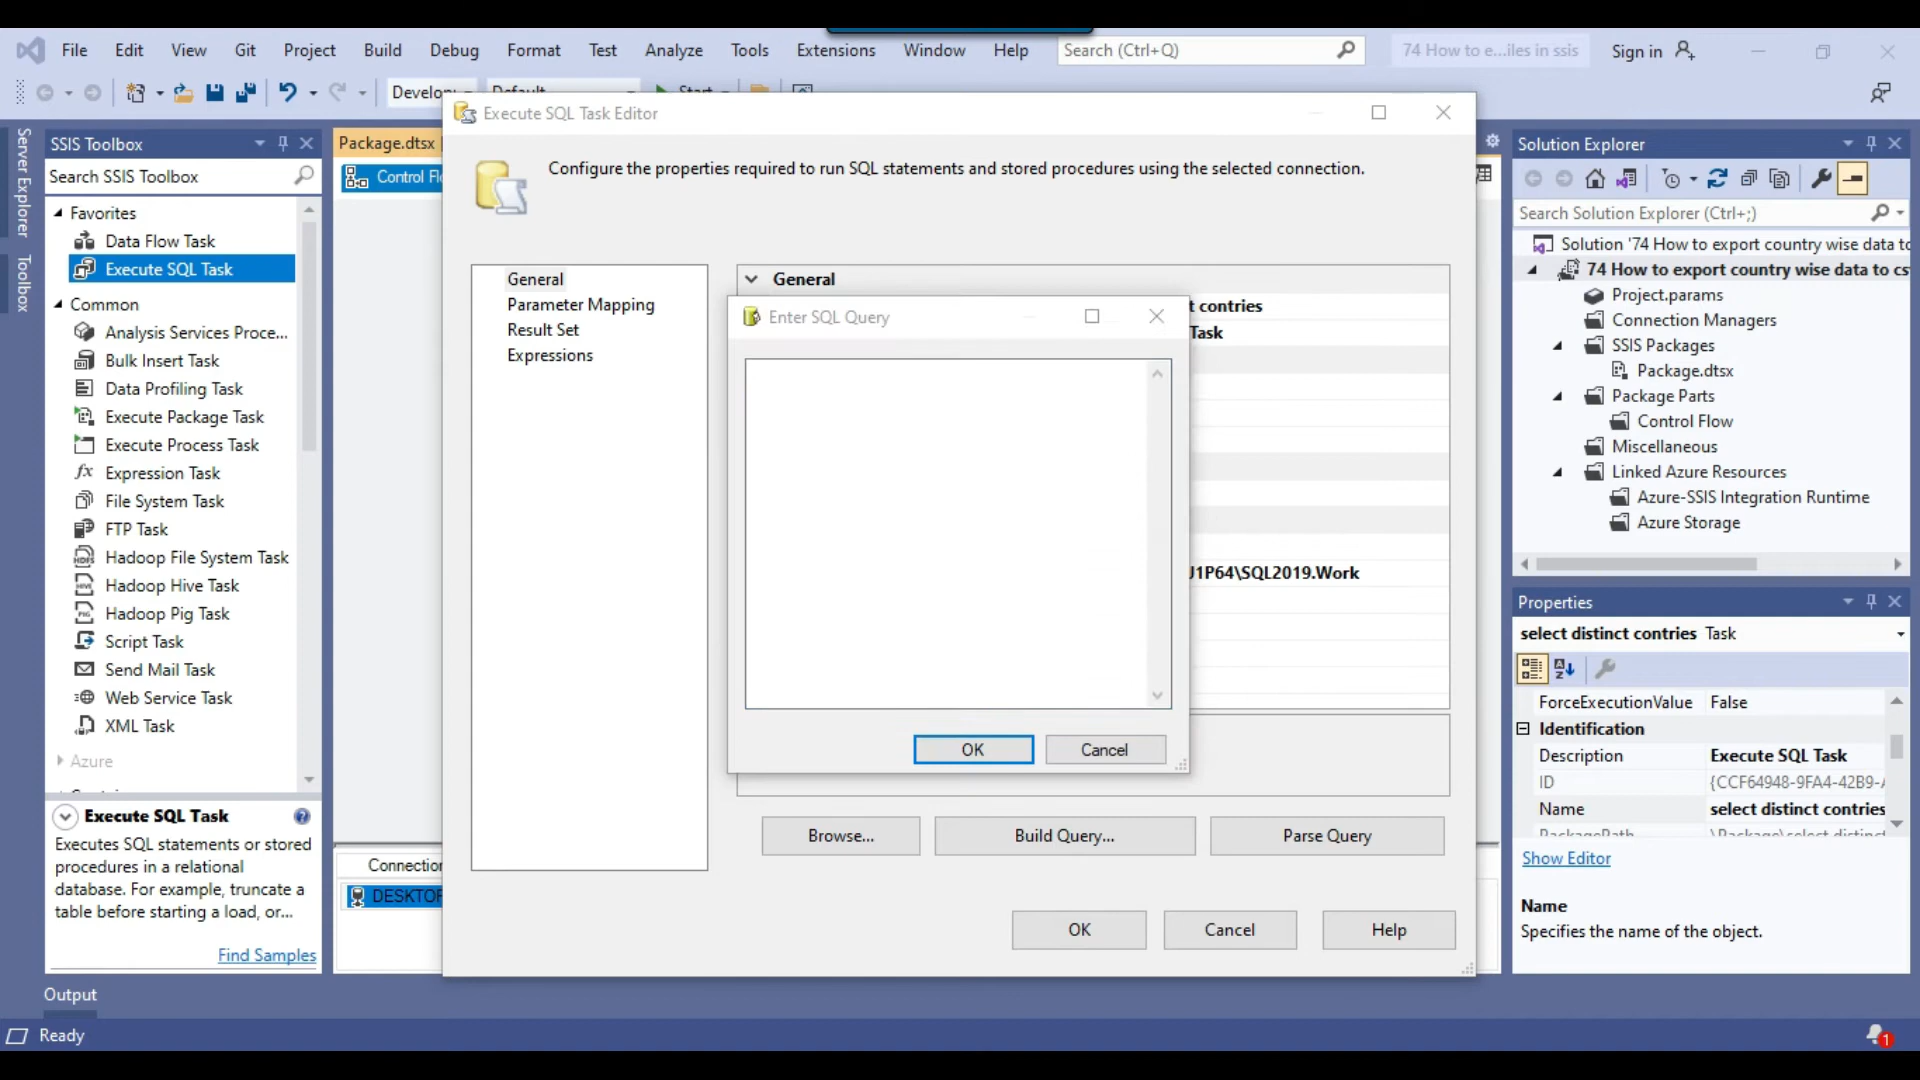 File Edit View Git Project Build Debug Format Test Analyze Tools Extensions Window Help Search (Ctrl+Q) 74 How to e...iles in ssis Sign in
Start
Server Explorer
Toolbox
SSIS Toolbox
Search SSIS Toolbox
Favorites
Data Flow Task
Execute SQL Task
Common
Analysis Services Proce...
Bulk Insert Task
Data Profiling Task
Execute Package Task
Execute Process Task
Expression Task
File System Task
FTP Task
Hadoop File System Task
Hadoop Hive Task
Hadoop Pig Task
Script Task
Send Mail Task
Web Service Task
XML Task
Azure
Execute SQL Task
Executes SQL statements or stored
procedures in a relational
database. For example, truncate a
table before starting a load, or...
Find Samples
Package.dtsx
Control Fl
Connection
DESKTOP
Execute SQL Task Editor
Configure the properties required to run SQL statements and stored procedures using the selected connection.
General
Parameter Mapping
Result Set
Expressions
General
t contries
Task
J1P64\SQL2019.Work
Enter SQL Query
OK Cancel
Browse... Build Query... Parse Query
OK Cancel Help
Solution Explorer
Search Solution Explorer (Ctrl+;)
Solution '74 How to export country wise data to
74 How to export country wise data to cs
Project.params
Connection Managers
SSIS Packages
Package.dtsx
Package Parts
Control Flow
Miscellaneous
Linked Azure Resources
Azure-SSIS Integration Runtime
Azure Storage
Properties
select distinct contries Task
ForceExecutionValue False
Identification
Description Execute SQL Task
ID {CCF64948-9FA4-42B9-A
Name select distinct contries
Show Editor
Name
Specifies the name of the object.
Output
Ready
1